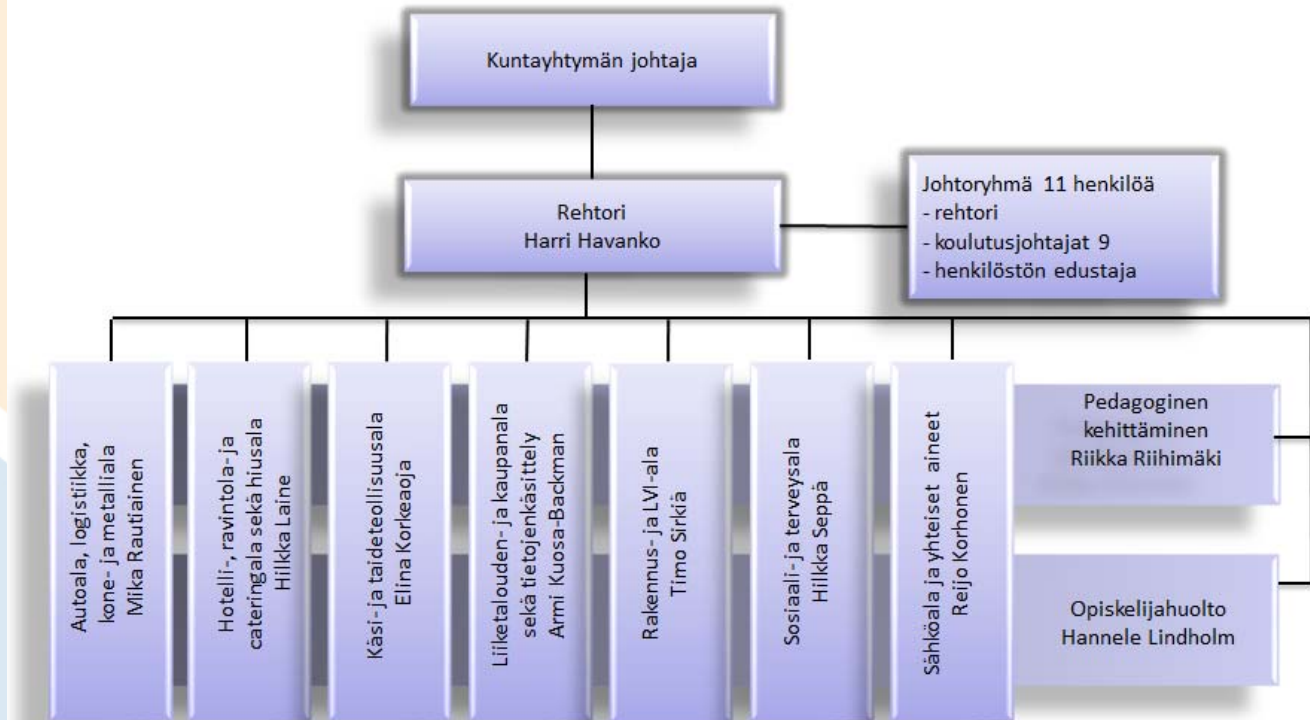 Kuntayhtymän johtaja
Rehtori
Harri Havanko
Johtoryhmä 11 henkilöä
- rehtori
- koulutusjohtajat 9
- henkilöstön edustaja
Autoala, logistiikka,
kone- ja metalliala
Mika Rautiainen
Hotelli-, ravintola- ja
cateringala sekä hiusala
Hilkka Laine
Käsi- ja taideteollisuusala
Elina Korkeaoja
Liiketalouden- ja kaupanala
sekä tietojenkäsittely
Armi Kuosa-Backman
Rakennus- ja LVI-ala
Timo Sirkiä
Sosiaali- ja terveysala
Hilkka Seppä
Sähköala ja yhteiset aineet
Reijo Korhonen
Pedagoginen
kehittäminen
Riikka Riihimäki
Opiskelijahuolto
Hannele Lindholm